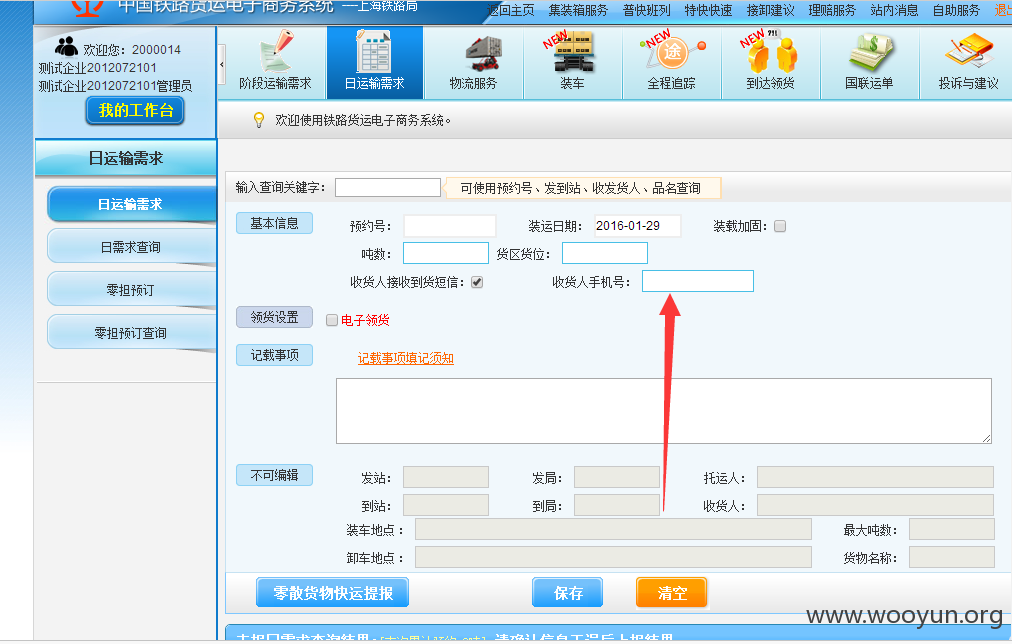 中国铁路货运电子商务系统 —上海铁路局
返回主页 集装箱服务 普快班列 特快快速 接卸建议 理赔服务 站内消息 自助服务 退出
欢迎您: 2000014
测试企业2012072101
测试企业2012072101管理员
我的工作台
阶段运输需求 日运输需求 物流服务 NEW 装车 NEW 途 全程追踪 NEW 到达领货 国联运单 投诉与建议
欢迎使用铁路货运电子商务系统。
日运输需求
日运输需求
日需求查询
零担预订
零担预订查询
输入查询关键字: 可使用预约号、发到站、收发货人、品名查询
基本信息 预约号: 装运日期: 2016-01-29 装载加固:
吨数: 货区货位:
收货人接收到货短信: 收货人手机号:
领货设置 电子领货
记载事项 记载事项填记须知
不可编辑 发站: 发局: 托运人:
到站: 到局: 收货人:
装车地点: 最大吨数:
卸车地点: 货物名称:
零散货物快运提报 保存 清空
www.wooyun.org